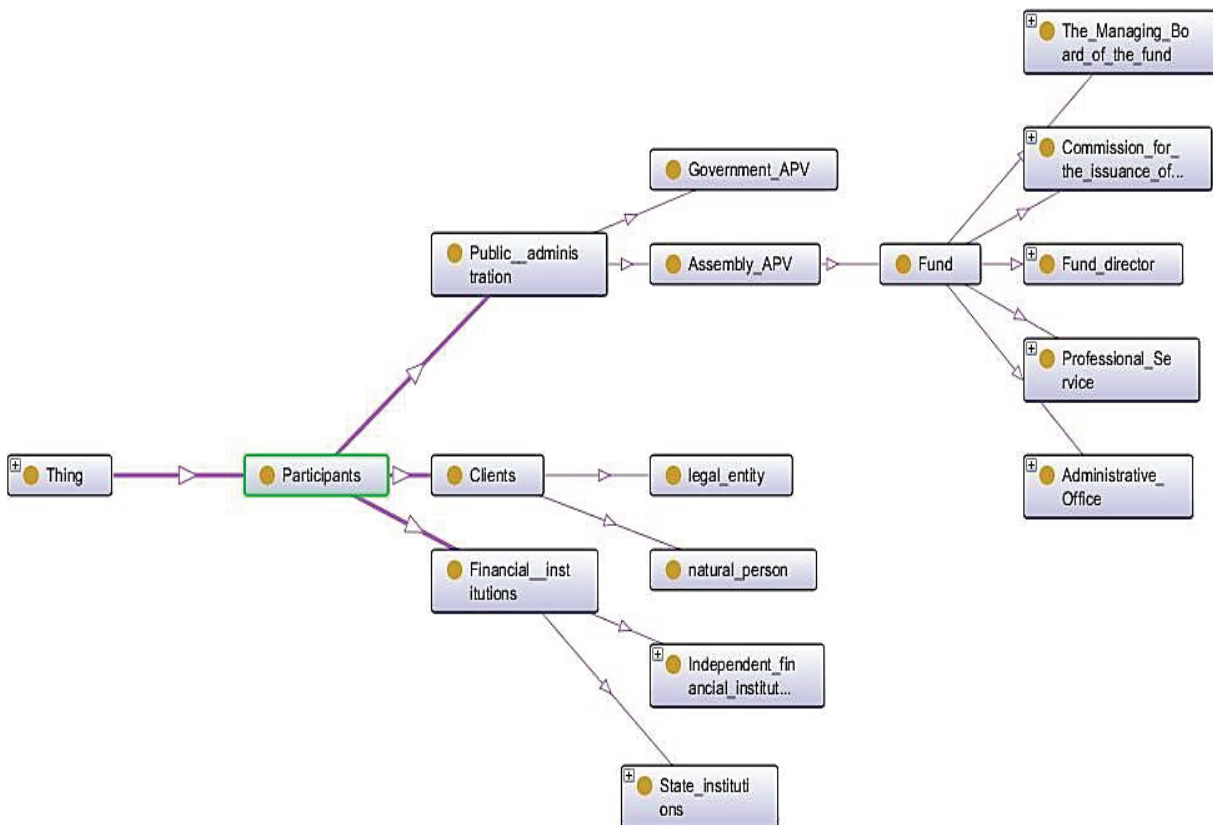 The_Managing_Bo
ard_of_the_fund
Commission_for_
the_issuance_of...
Government_APV
Public__adminis
tration
Assembly_APV
Fund
Fund_director
Professional_Se
rvice
Thing
Participants
Clients
legal_entity
Administrative_
Office
Financial__inst
itutions
natural_person
Independent_fin
ancial_institut...
State_instituti
ons